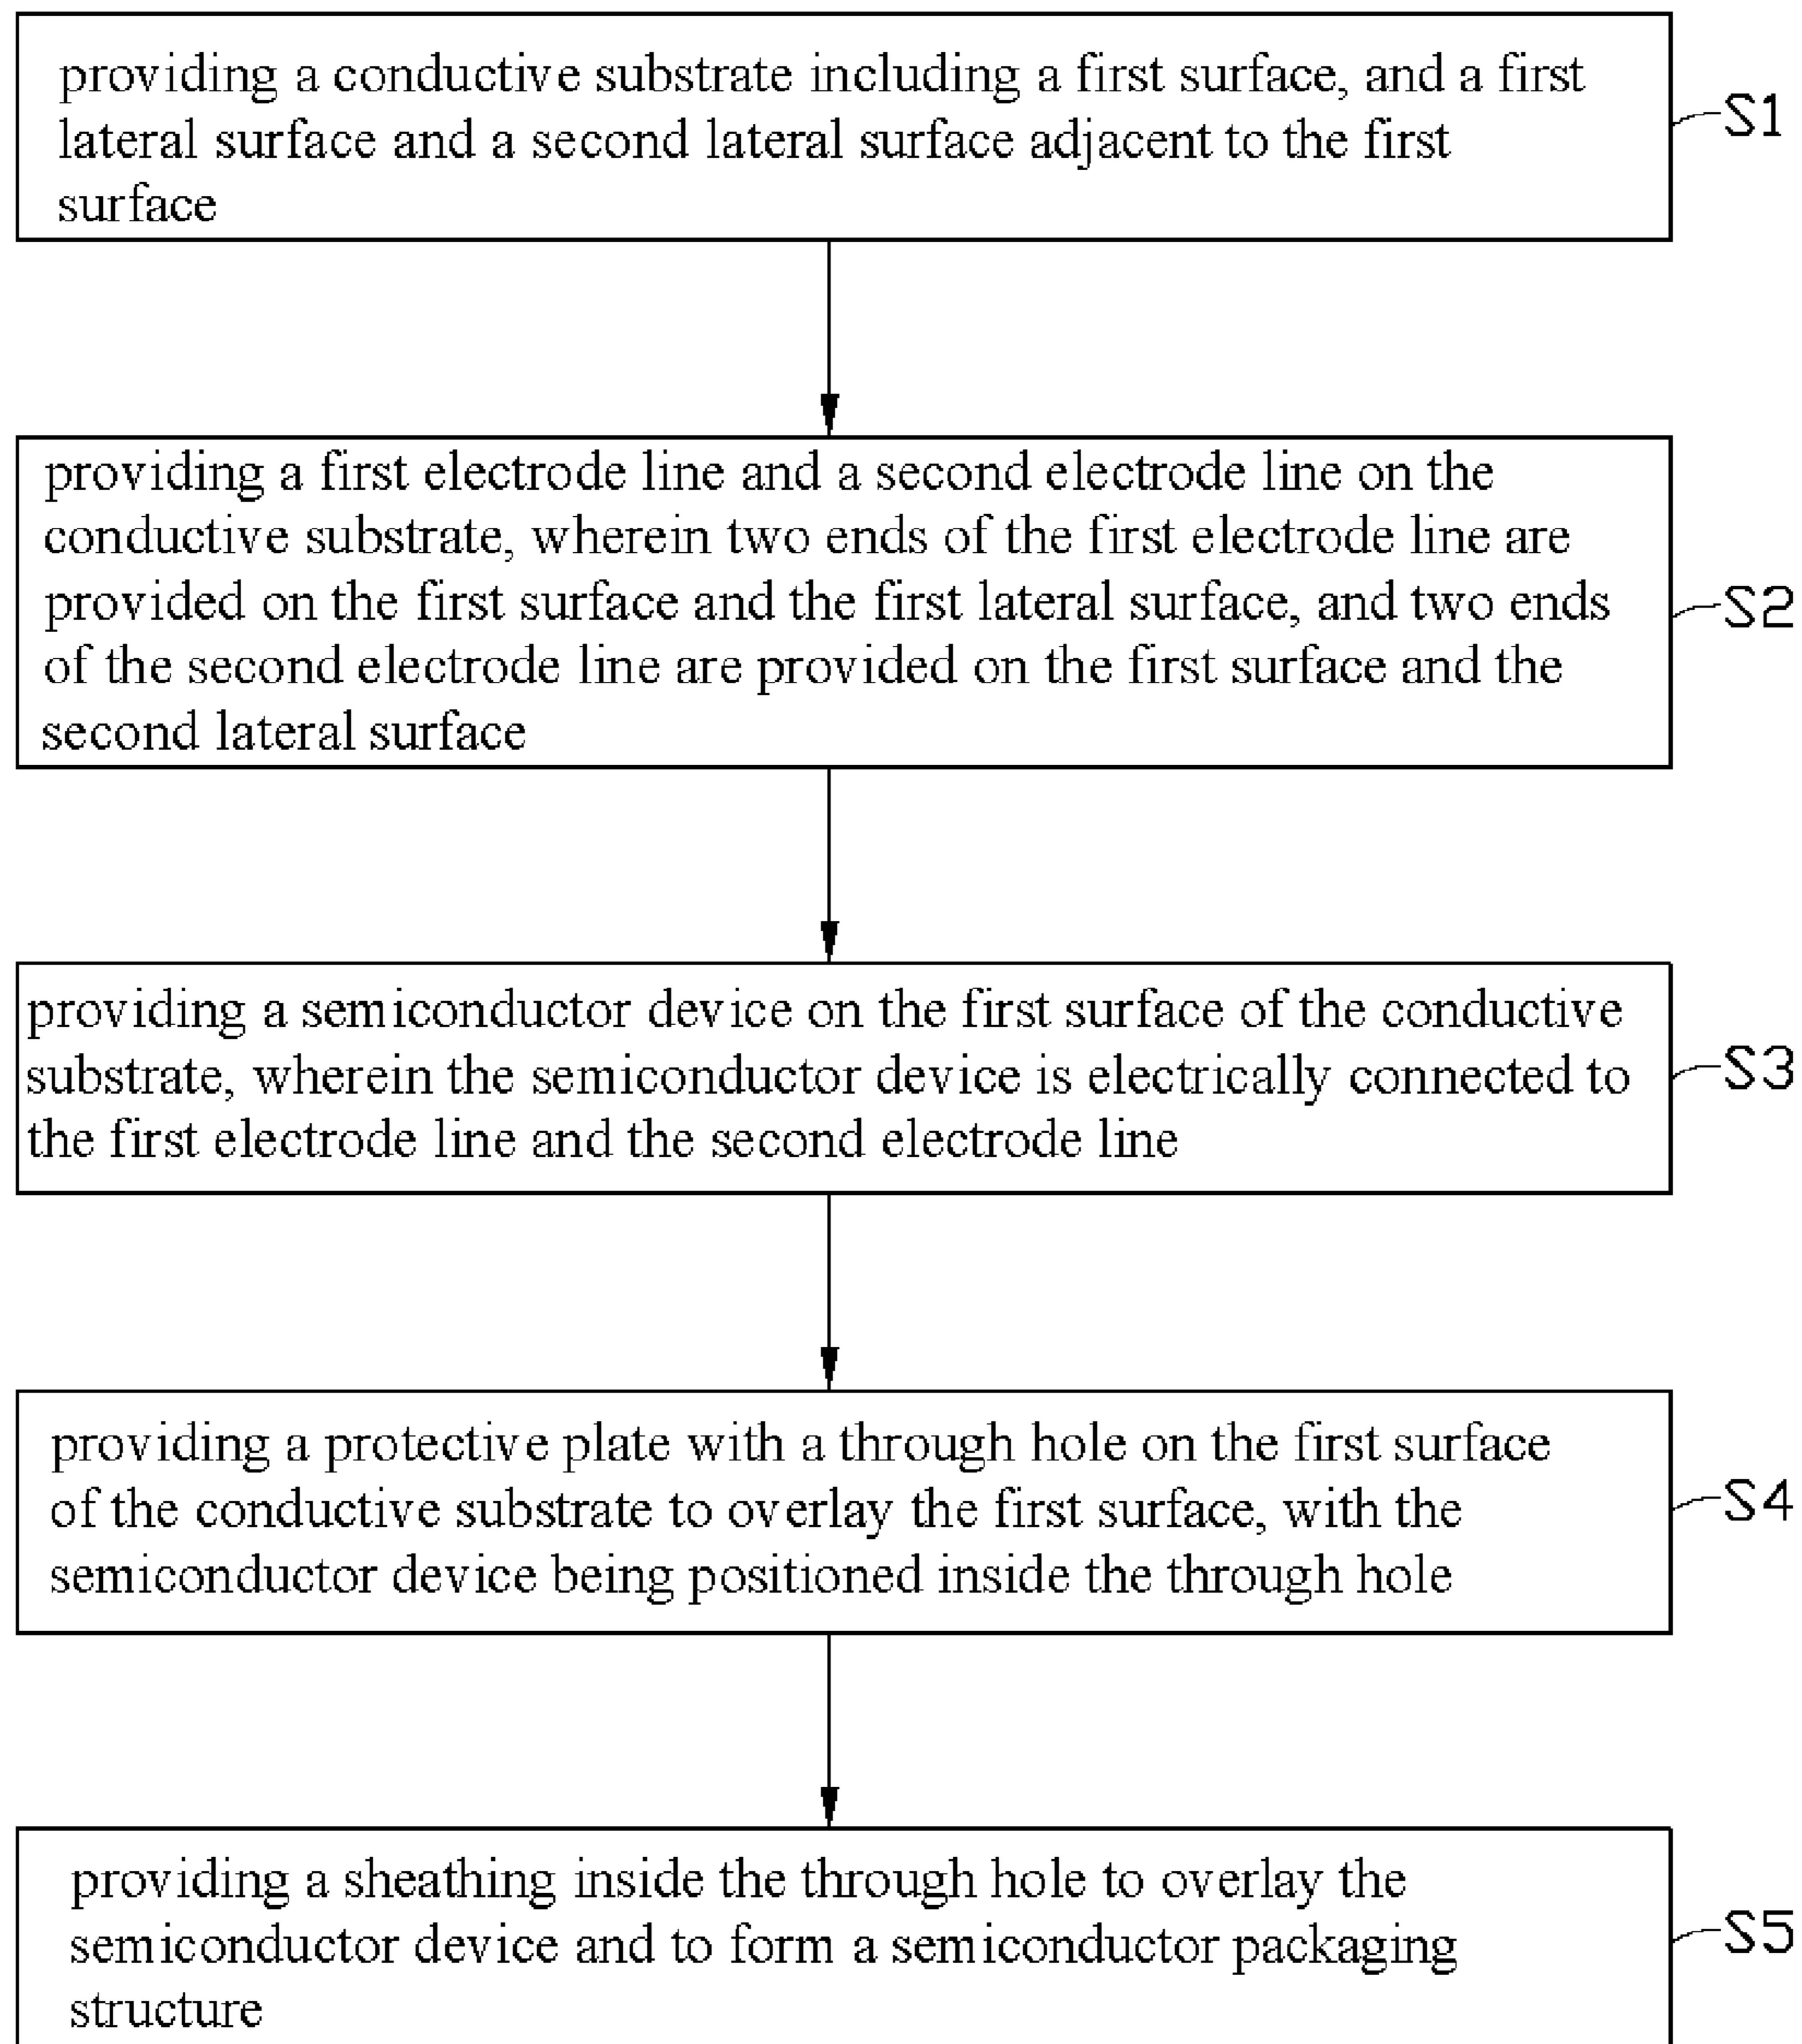 providing a conductive substrate including a first surface, and a first
lateral surface and a second lateral surface adjacent to the first
surface
S1
providing a first electrode line and a second electrode line on the
conductive substrate, wherein two ends of the first electrode line are
provided on the first surface and the first lateral surface, and two ends
of the second electrode line are provided on the first surface and the
second lateral surface
S2
providing a semiconductor device on the first surface of the conductive
substrate, wherein the semiconductor device is electrically connected to
the first electrode line and the second electrode line
S3
providing a protective plate with a through hole on the first surface
of the conductive substrate to overlay the first surface, with the
semiconductor device being positioned inside the through hole
S4
providing a sheathing inside the through hole to overlay the
semiconductor device and to form a semiconductor packaging
structure
S5